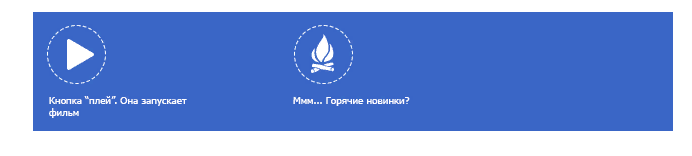 Кнопка “плей”. Она запускает
фильм
Ммм... Горячие новинки?